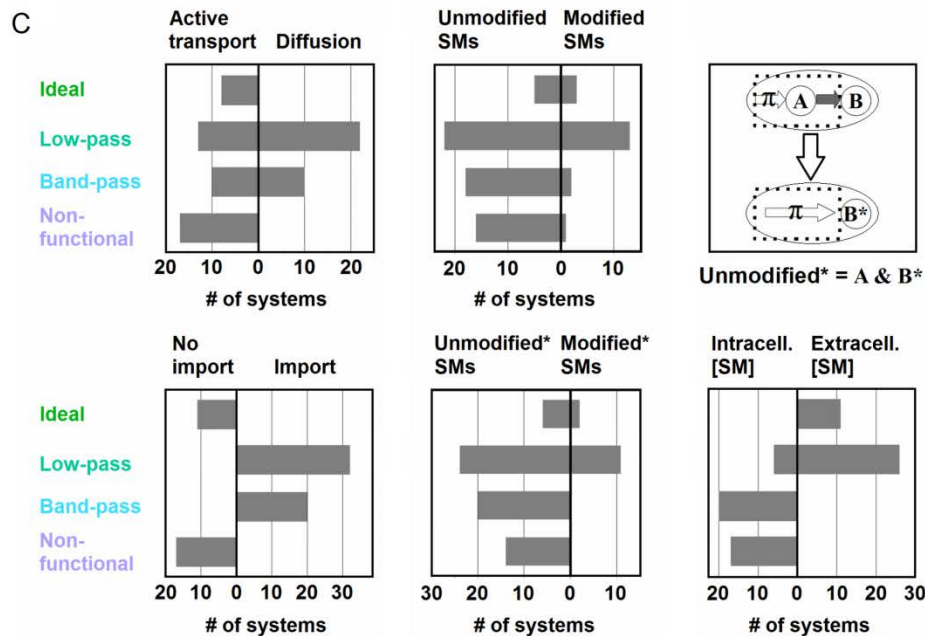 C
Active transport Diffusion
Ideal
Low-pass
Band-pass
Non-functional
20 10 0 10 20
# of systems
Unmodified SMs Modified SMs
20 10 0 10
# of systems
π A B
π B*
Unmodified* = A & B*
No import Import
Ideal
Low-pass
Band-pass
Non-functional
20 10 0 10 20 30
# of systems
Unmodified* SMs Modified* SMs
30 20 10 0 10
# of systems
Intracell. [SM] Extracell. [SM]
20 10 0 10 20 30
# of systems